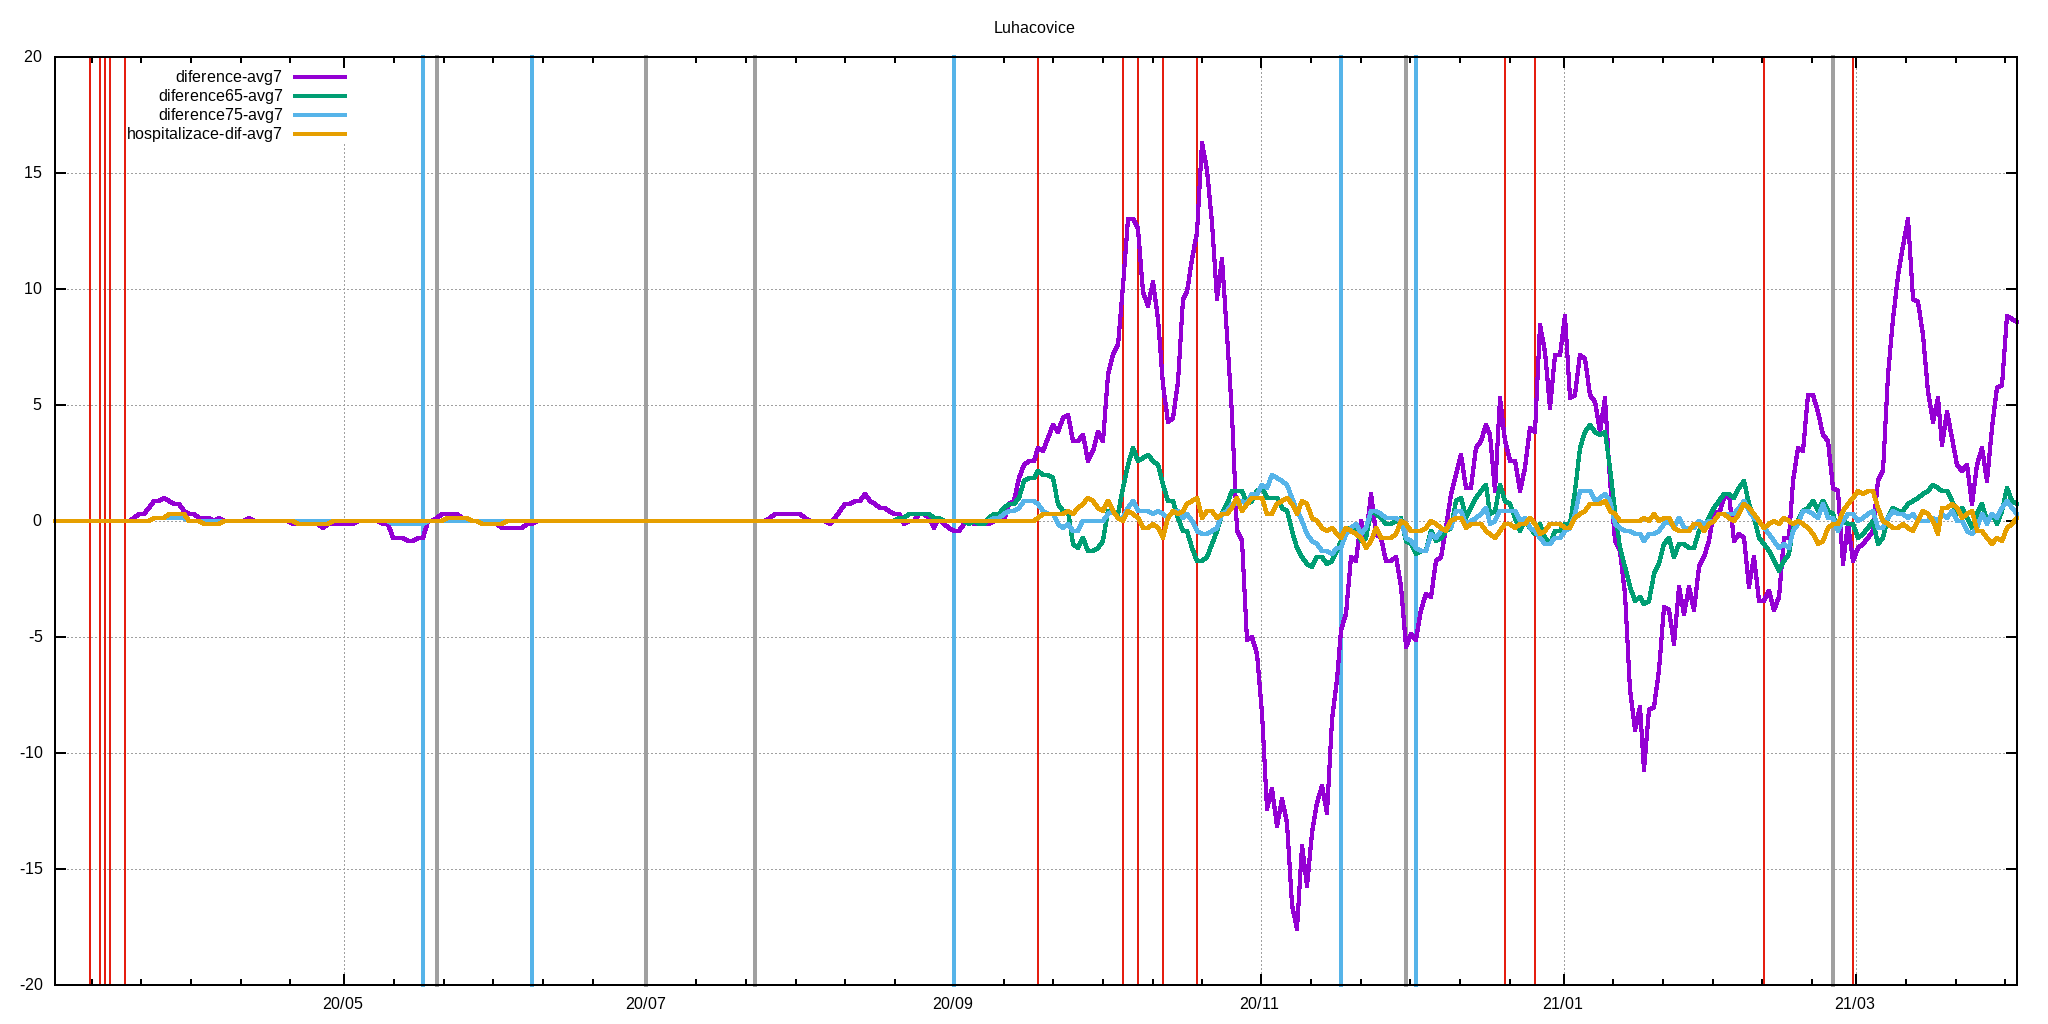 Luhacovice
20
diference-avg7
diference65-avg7
diference75-avg7
hospitalizace-dif-avg7
15
10
5
0
-5
-10
-15
-20
20/05 20/07 20/09 20/11 21/01 21/03